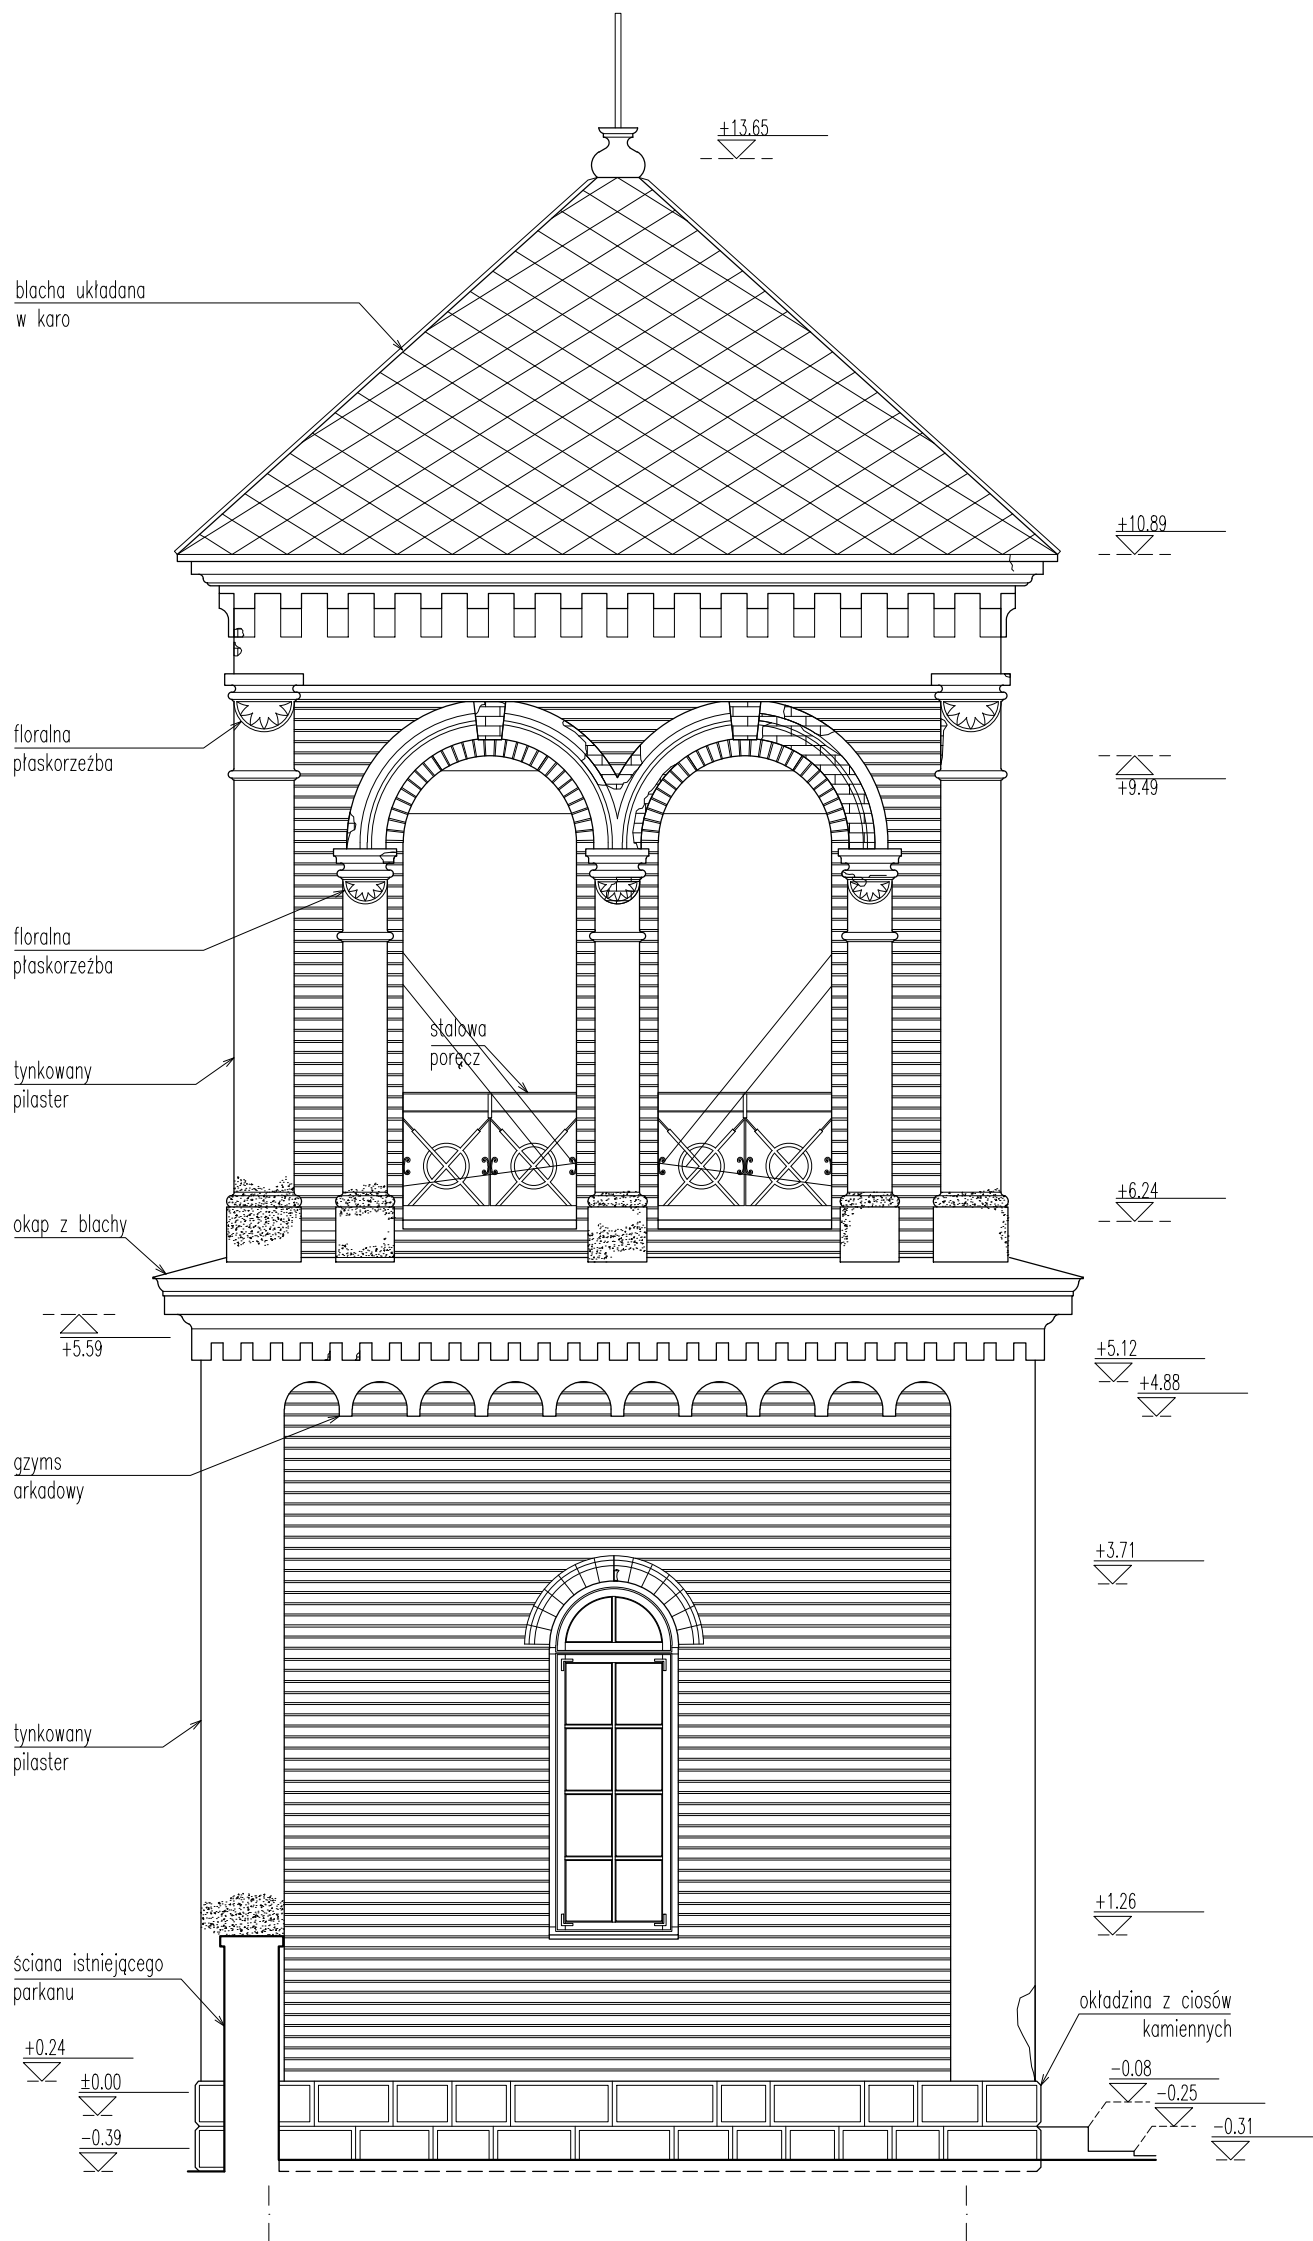 +13.65
blacha układana
w karo
+10.89
floralna
płaskorzeźba
+9.49
floralna
płaskorzeźba
stalowa
poręcz
tynkowany
pilaster
+6.24
okap z blachy
+5.59
+5.12
+4.88
gzyms
arkadowy
+3.71
tynkowany
pilaster
+1.26
ściana istniejącego
parkanu
okładzina z ciosów
kamiennych
+0.24
±0.00
-0.08
-0.25
-0.39
-0.31